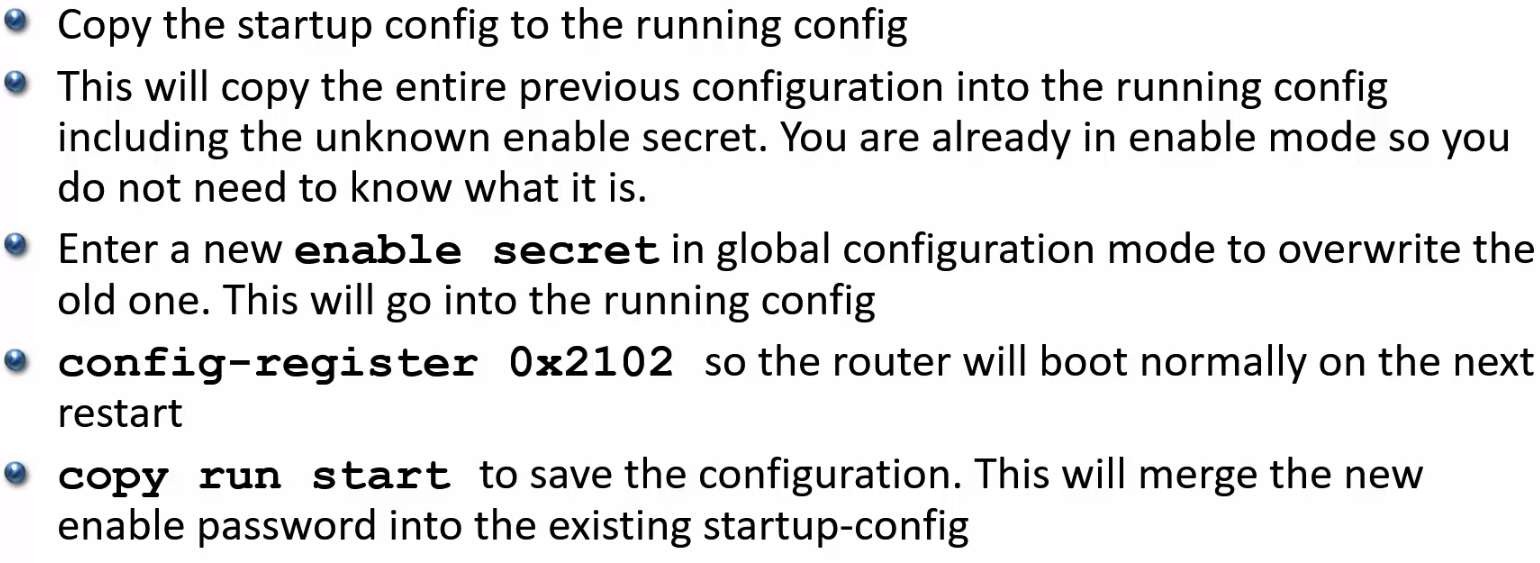 Copy the startup config to the running config
This will copy the entire previous configuration into the running config
including the unknown enable secret. You are already in enable mode so you
do not need to know what it is.
Enter a new enable secret in global configuration mode to overwrite the
old one. This will go into the running config
config-register 0x2102 so the router will boot normally on the next
restart
copy run start to save the configuration. This will merge the new
enable password into the existing startup-config